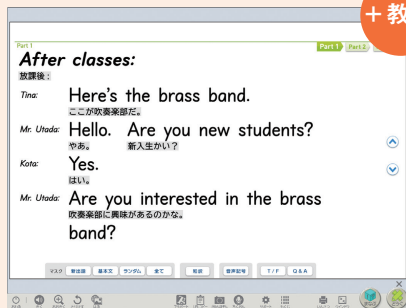 +教
Part 1
Part 1 Part 2
After classes:
放課後：
Tina: Here's the brass band.
ここが吹奏楽部だ。
Mr. Utada: Hello. Are you new students?
やあ。 新入生かい？
Kota: Yes.
はい。
Mr. Utada: Are you interested in the brass
吹奏楽部に興味があるのかな。
band?
マスク 新出語 基本文 ランダム 全て 和訳 音声記号 T / F Q & A